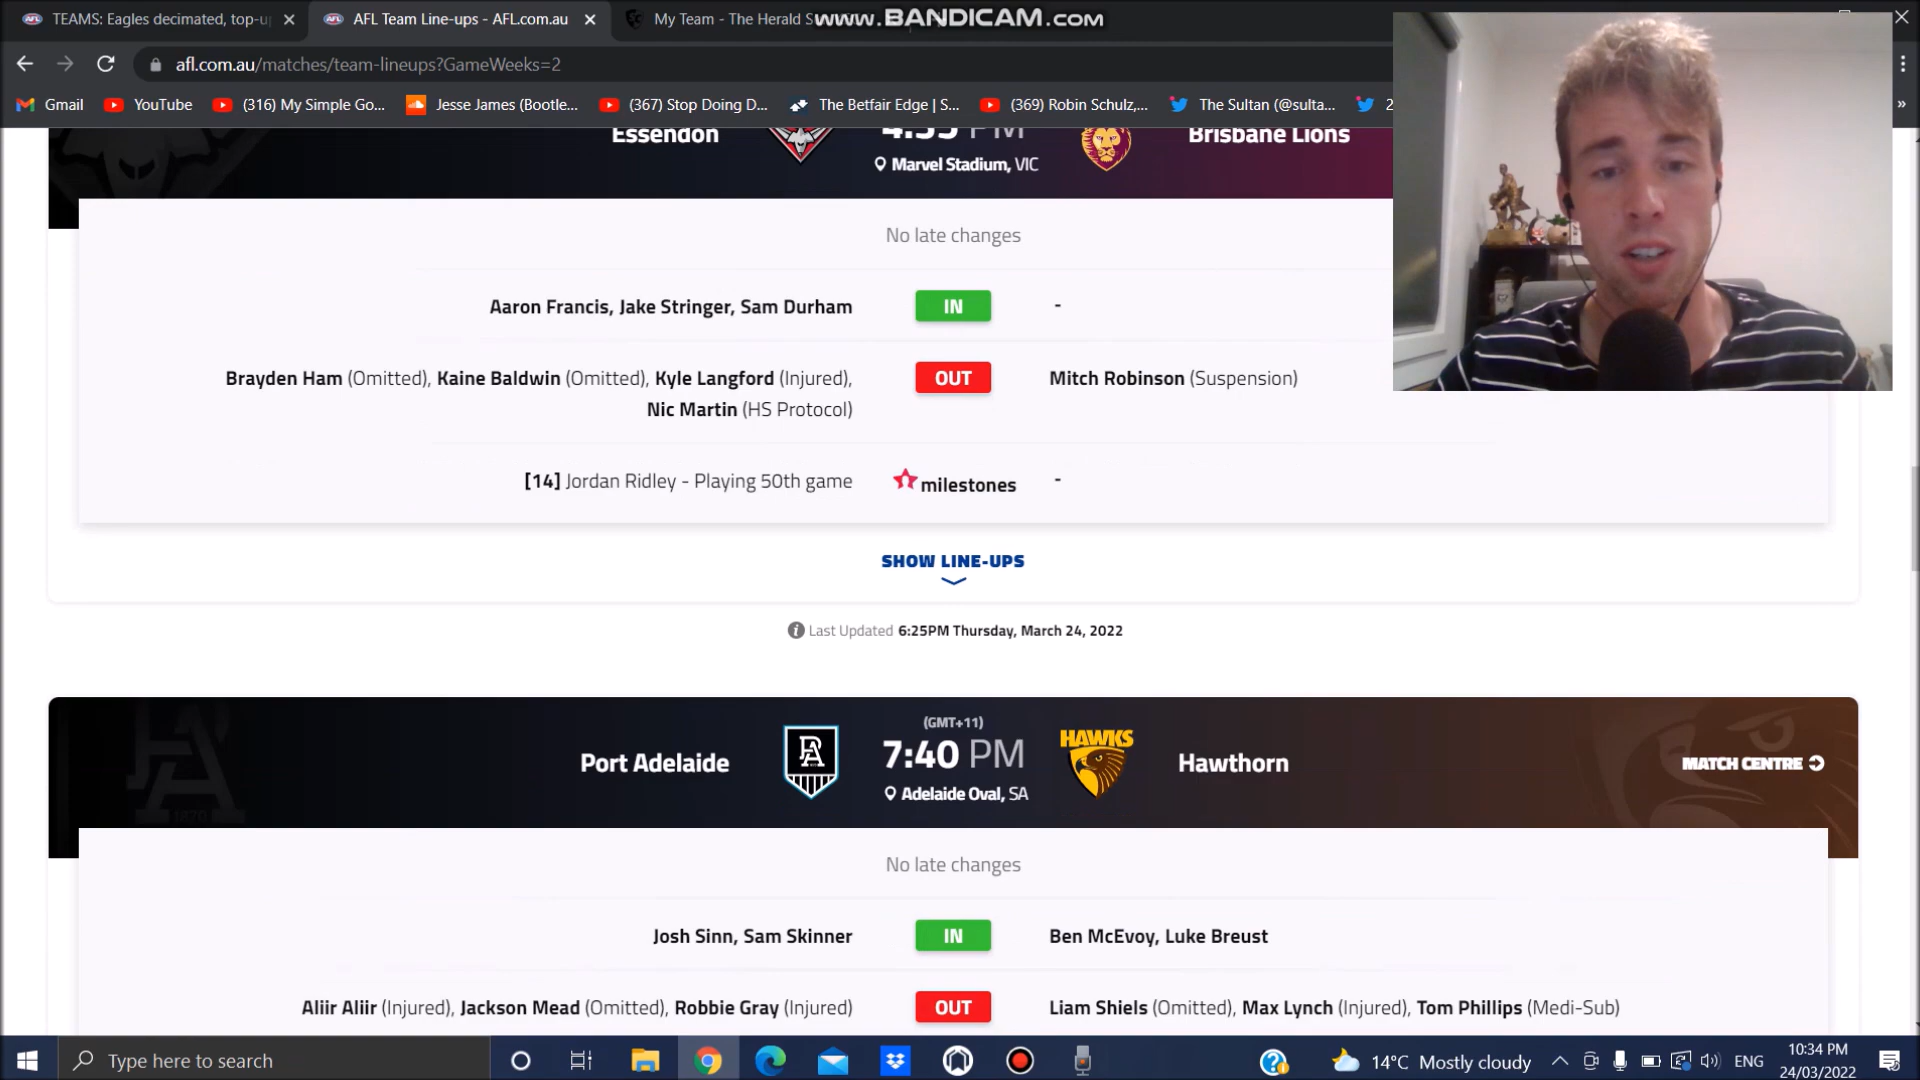 TEAMS: Eagles decimated, top-u
AFL Team Line-ups - AFL.com.au
My Team - The Herald S
www.BANDICAM.com
afl.com.au/matches/team-lineups?GameWeeks=2
Gmail
YouTube
(316) My Simple Go...
Jesse James (Bootle...
(367) Stop Doing D...
The Betfair Edge | S...
(369) Robin Schulz,...
The Sultan (@sulta...
2
»
Essendon
4:35 PM
Brisbane Lions
Marvel Stadium, VIC
No late changes
Aaron Francis, Jake Stringer, Sam Durham
IN
-
Brayden Ham (Omitted), Kaine Baldwin (Omitted), Kyle Langford (Injured),
Nic Martin (HS Protocol)
OUT
Mitch Robinson (Suspension)
[14] Jordan Ridley - Playing 50th game
milestones
-
SHOW LINE-UPS
Last Updated 6:25PM Thursday, March 24, 2022
Port Adelaide
PA
(GMT+11)
7:40 PM
Adelaide Oval, SA
HAWKS
Hawthorn
MATCH CENTRE
1870
No late changes
Josh Sinn, Sam Skinner
IN
Ben McEvoy, Luke Breust
Aliir Aliir (Injured), Jackson Mead (Omitted), Robbie Gray (Injured)
OUT
Liam Shiels (Omitted), Max Lynch (Injured), Tom Phillips (Medi-Sub)
Type here to search
14°C Mostly cloudy
ENG
10:34 PM
24/03/2022